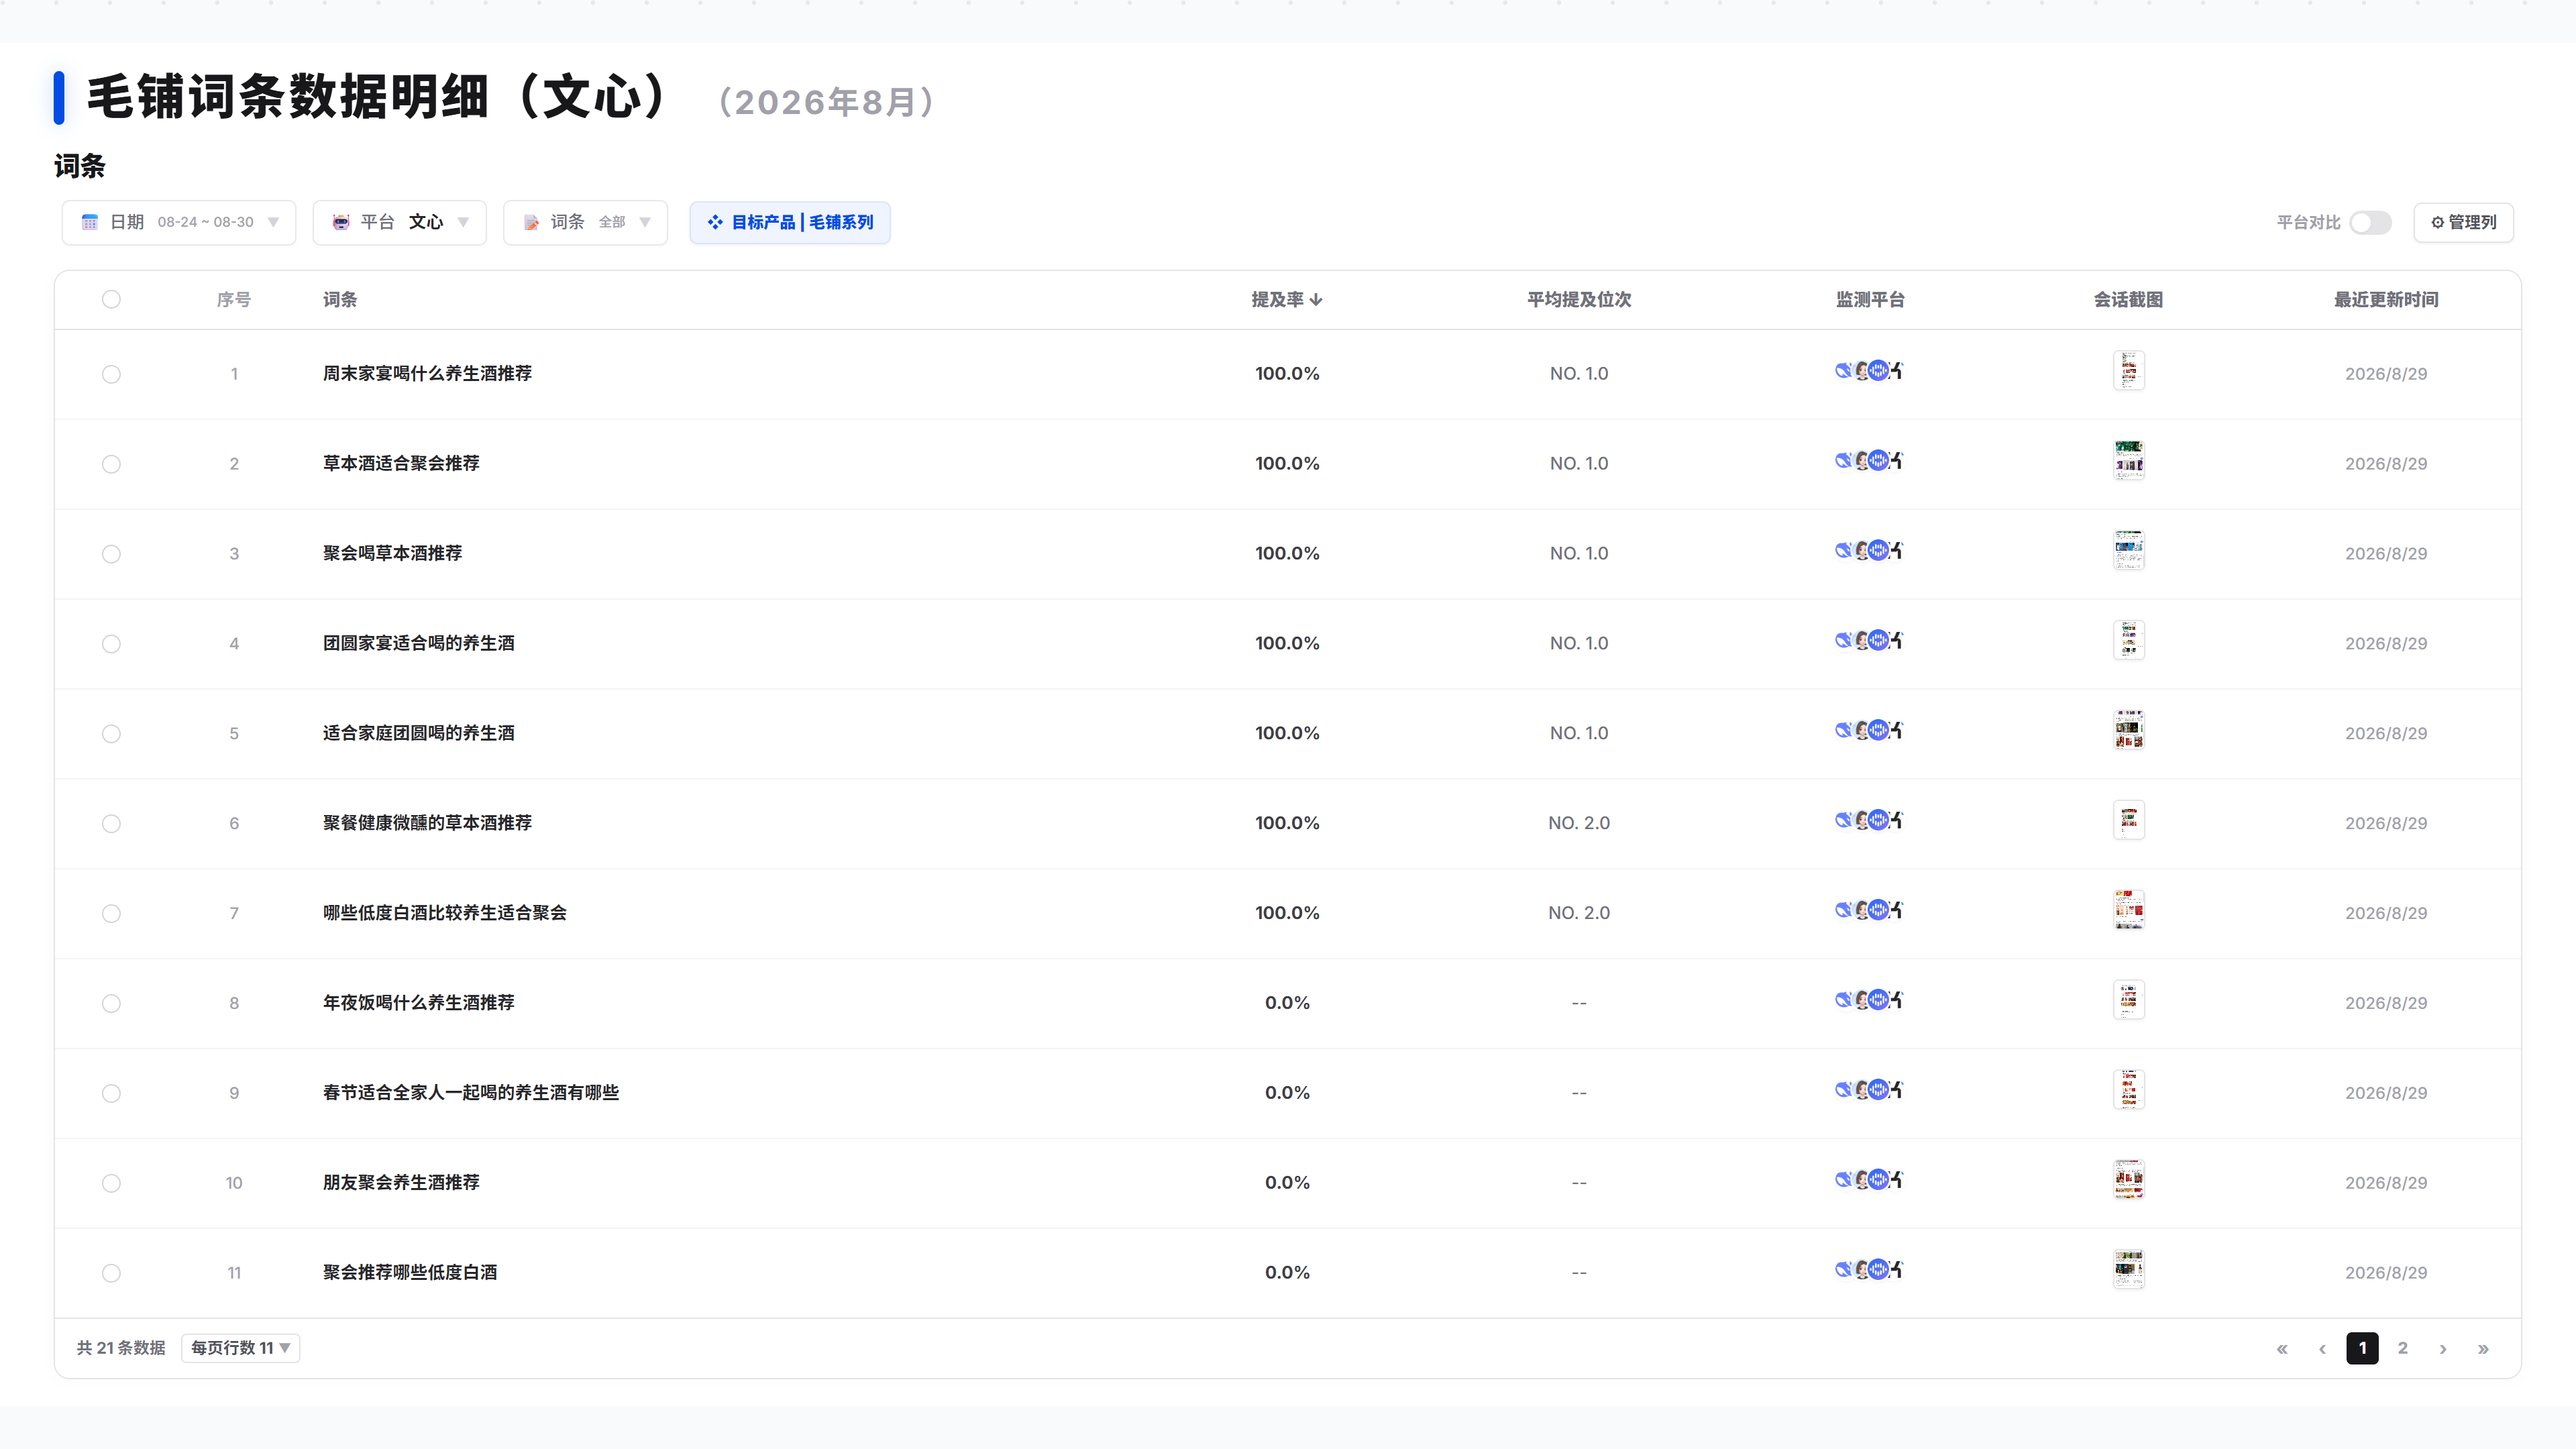 毛铺词条数据明细（文心）（2026年8月）
词条
日期 08-24 ~ 08-30 ▼ 平台 文心 ▼ 词条 全部 ▼ 目标产品 | 毛铺系列 平台对比 管理列
序号 词条 提及率 ↓ 平均提及位次 监测平台 会话截图 最近更新时间
1 周末家宴喝什么养生酒推荐 100.0% NO. 1.0 2026/8/29
2 草本酒适合聚会推荐 100.0% NO. 1.0 2026/8/29
3 聚会喝草本酒推荐 100.0% NO. 1.0 2026/8/29
4 团圆家宴适合喝的养生酒 100.0% NO. 1.0 2026/8/29
5 适合家庭团圆喝的养生酒 100.0% NO. 1.0 2026/8/29
6 聚餐健康微醺的草本酒推荐 100.0% NO. 2.0 2026/8/29
7 哪些低度白酒比较养生适合聚会 100.0% NO. 2.0 2026/8/29
8 年夜饭喝什么养生酒推荐 0.0% -- 2026/8/29
9 春节适合全家人一起喝的养生酒有哪些 0.0% -- 2026/8/29
10 朋友聚会养生酒推荐 0.0% -- 2026/8/29
11 聚会推荐哪些低度白酒 0.0% -- 2026/8/29
共 21 条数据 每页行数 11 ▼ « ‹ 1 2 › »